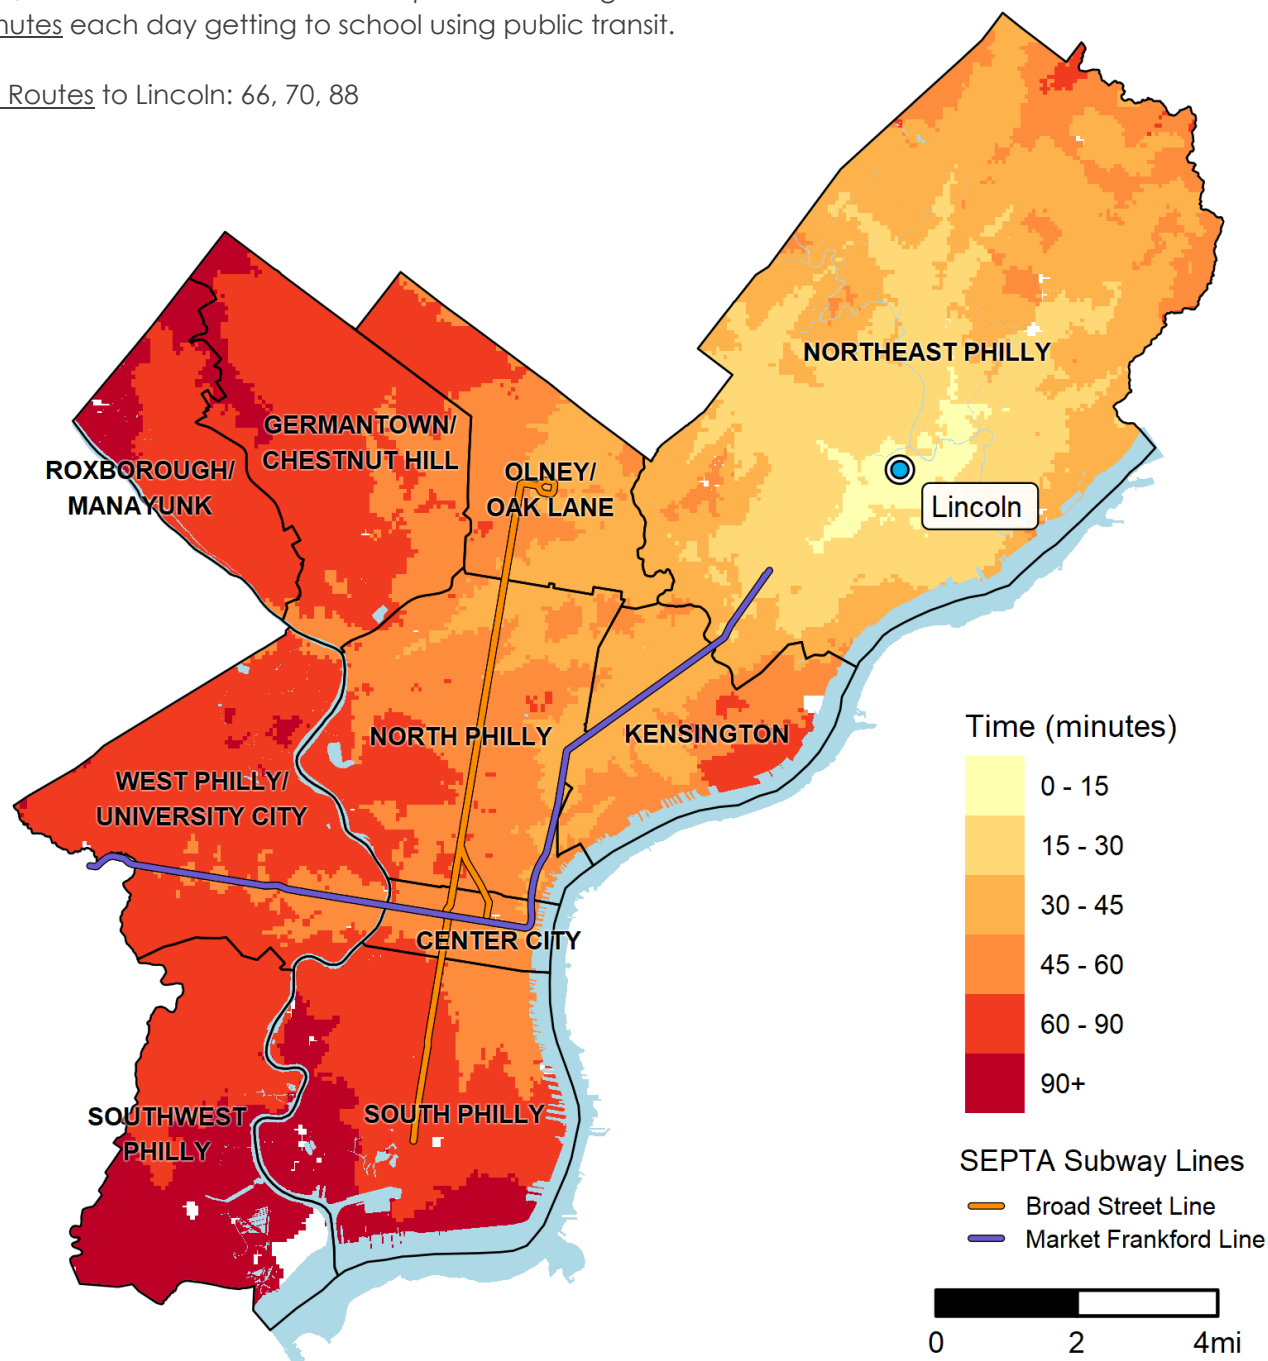 each day getting to school using public transit.
Routes to Lincoln: 66, 70, 88
NORTHEAST PHILLY
GERMANTOWN/
CHESTNUT HILL
ROXBOROUGH/
MANAYUNK
OLNEY/
OAK LANE
Lincoln
NORTH PHILLY
KENSINGTON
WEST PHILLY/
UNIVERSITY CITY
CENTER CITY
SOUTHWEST
PHILLY
SOUTH PHILLY
Time (minutes)
0 - 15
15 - 30
30 - 45
45 - 60
60 - 90
90+
SEPTA Subway Lines
Broad Street Line
Market Frankford Line
0 2 4mi